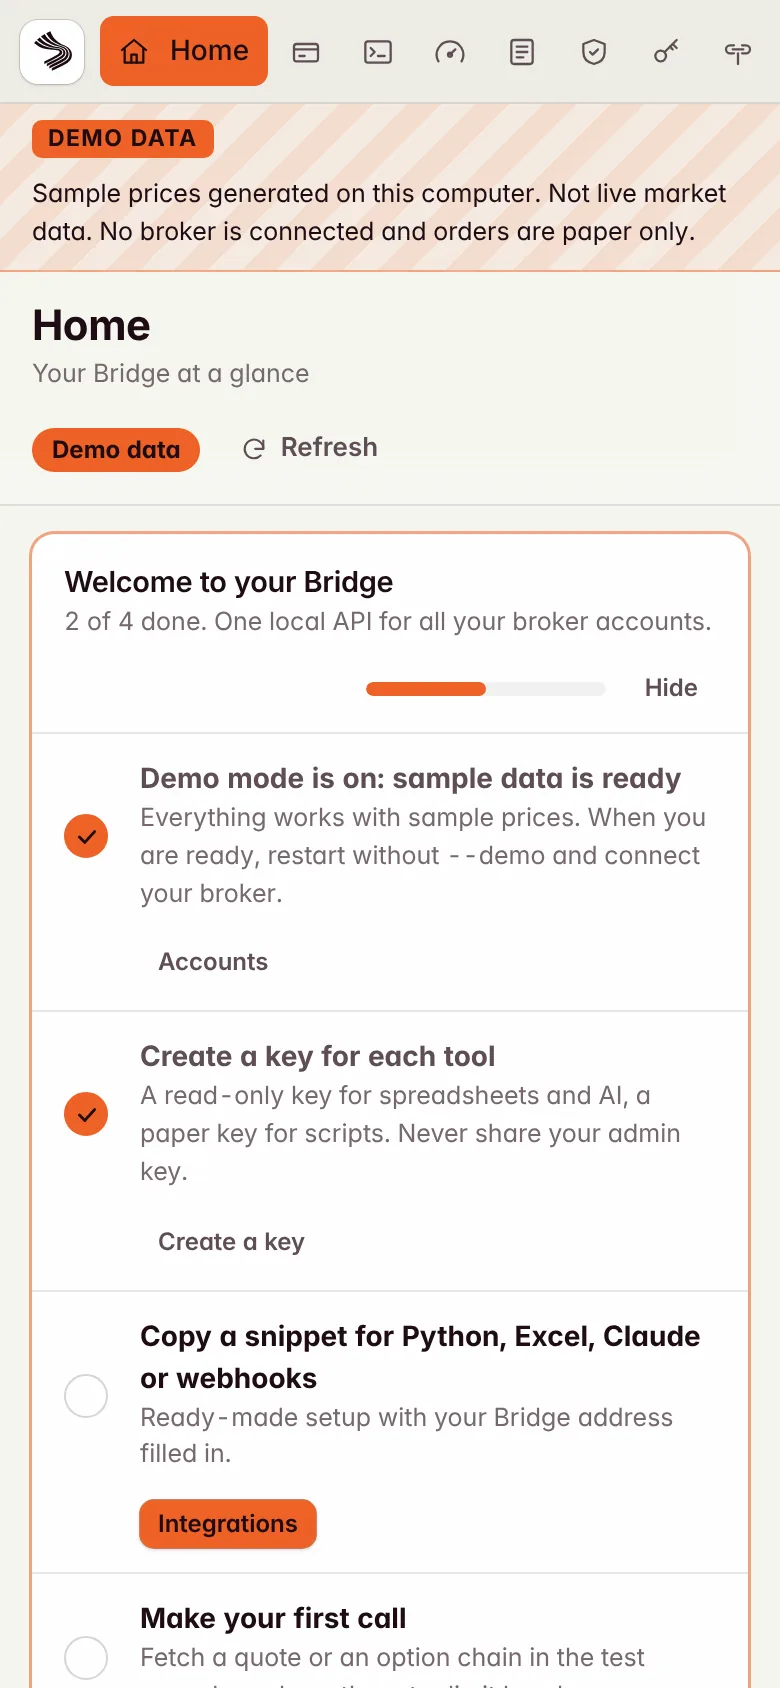 Home
DEMO DATA
Sample prices generated on this computer. Not live market
data. No broker is connected and orders are paper only.
Home
Your Bridge at a glance
Demo data
Refresh
Welcome to your Bridge
2 of 4 done. One local API for all your broker accounts.
Hide
Demo mode is on: sample data is ready
Everything works with sample prices. When you
are ready, restart without --demo and connect
your broker.
Accounts
Create a key for each tool
A read-only key for spreadsheets and AI, a
paper key for scripts. Never share your admin
key.
Create a key
Copy a snippet for Python, Excel, Claude
or webhooks
Ready-made setup with your Bridge address
filled in.
Integrations
Make your first call
Fetch a quote or an option chain in the test